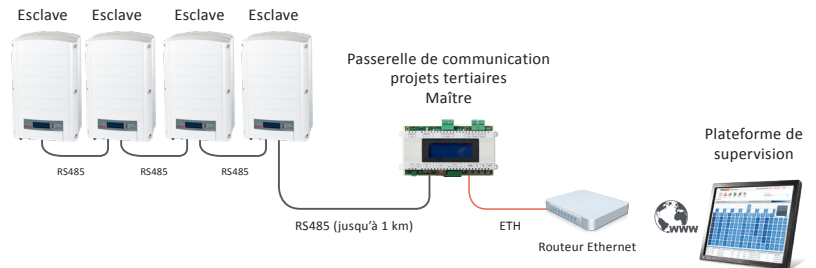 Esclave Esclave Esclave Esclave
Passerelle de communication
projets tertiaires
Maître
Plateforme de
supervision
RS485 RS485 RS485
RS485 (jusqu'à 1 km)
ETH
WWW
Routeur Ethernet